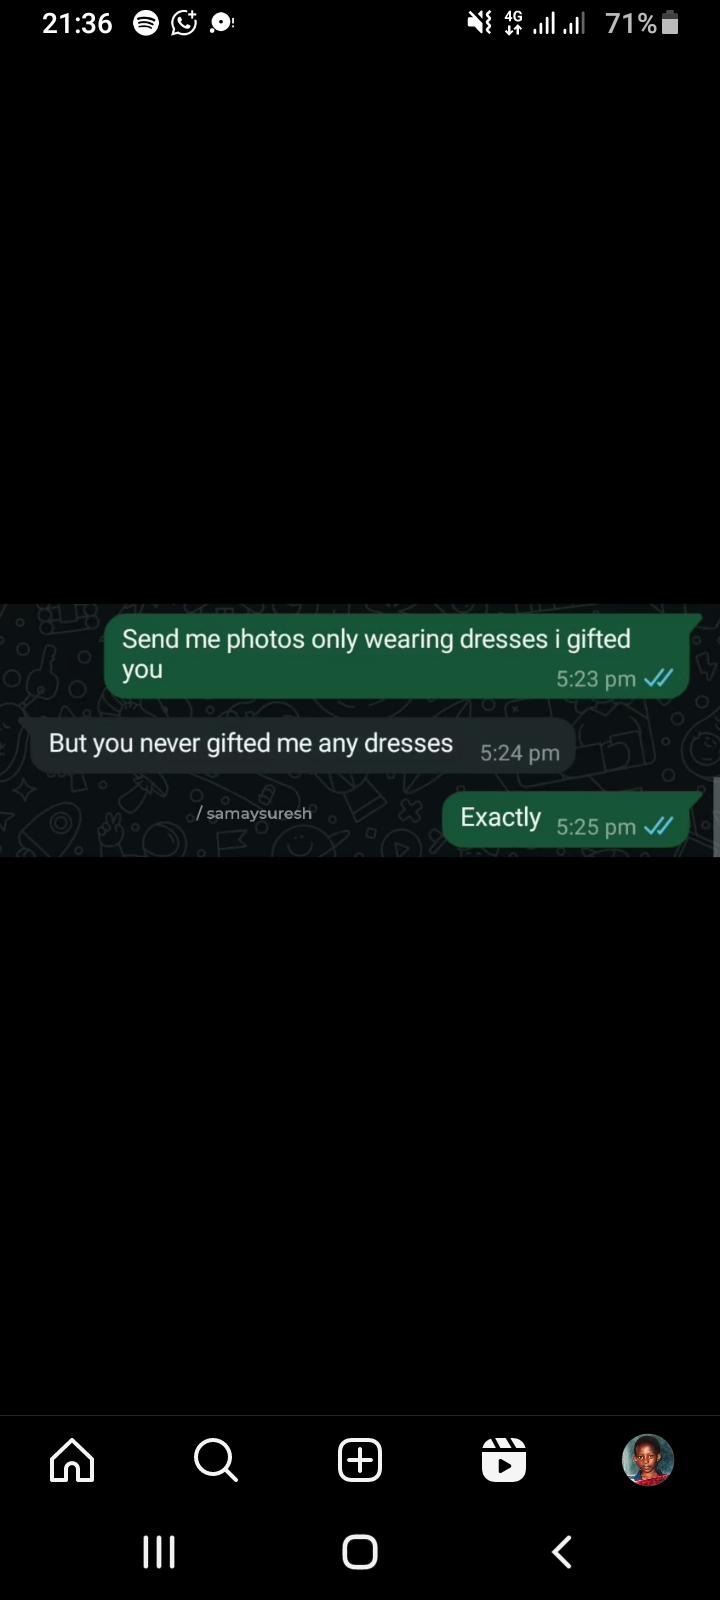 21:36
4G
71%
Send me photos only wearing dresses i gifted
you
5:23 pm
But you never gifted me any dresses 5:24 pm
/ samaysuresh
Exactly 5:25 pm